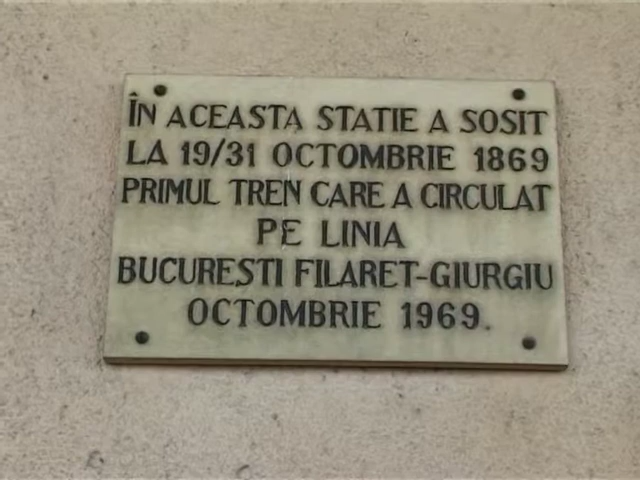 ÎN ACEASTA STATIE A SOSIT
LA 19/31 OCTOMBRIE 1869
PRIMUL TREN CARE A CIRCULAT
PE LINIA
BUCURESTI FILARET-GIURGIU
OCTOMBRIE 1969.